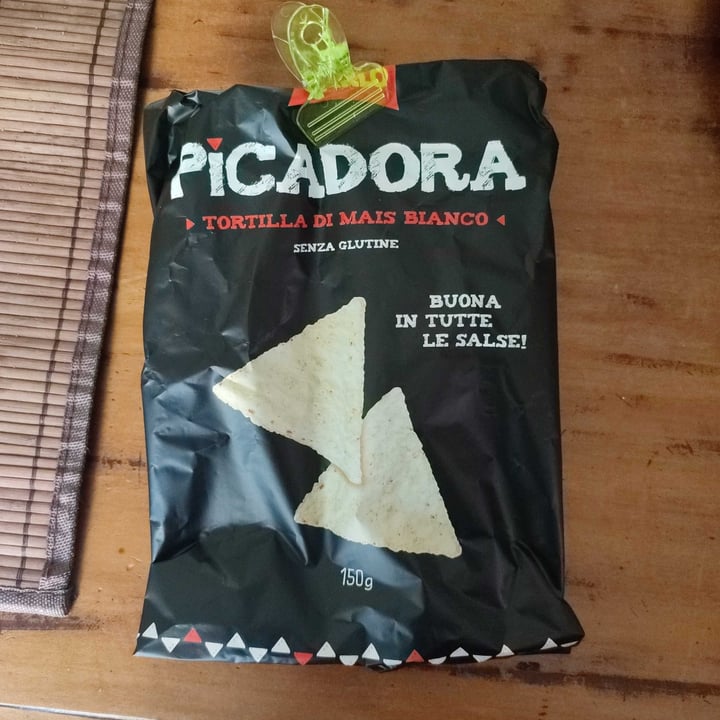 PiCADORA
TORTILLA DI MAIS BIANCO
SENZA GLUTINE
BUONA
IN TUTTE
LE SALSE!
150g